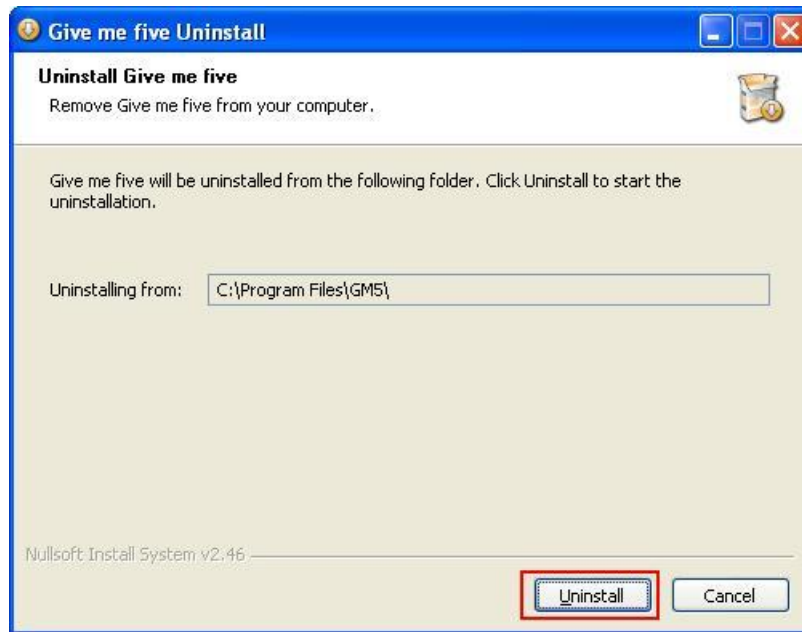 Give me five Uninstall
Uninstall Give me five
Remove Give me five from your computer.
Give me five will be uninstalled from the following folder. Click Uninstall to start the
uninstallation.
Uninstalling from: C:\Program Files\GM5\
Nullsoft Install System v2.46
Uninstall Cancel